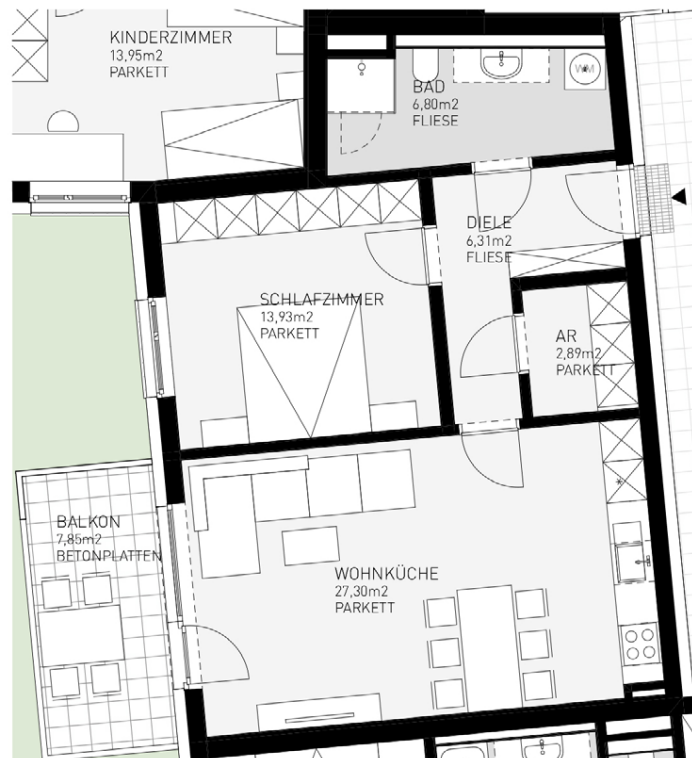 KINDERZIMMER
13,95m2
PARKETT
BAD
6,80m2
FLIESE
WM
DIELE
6,31m2
FLIESE
SCHLAFZIMMER
13,93m2
PARKETT
AR
2,89m2
PARKETT
BALKON
7,85m2
BETONPLATTEN
WOHNKÜCHE
27,30m2
PARKETT